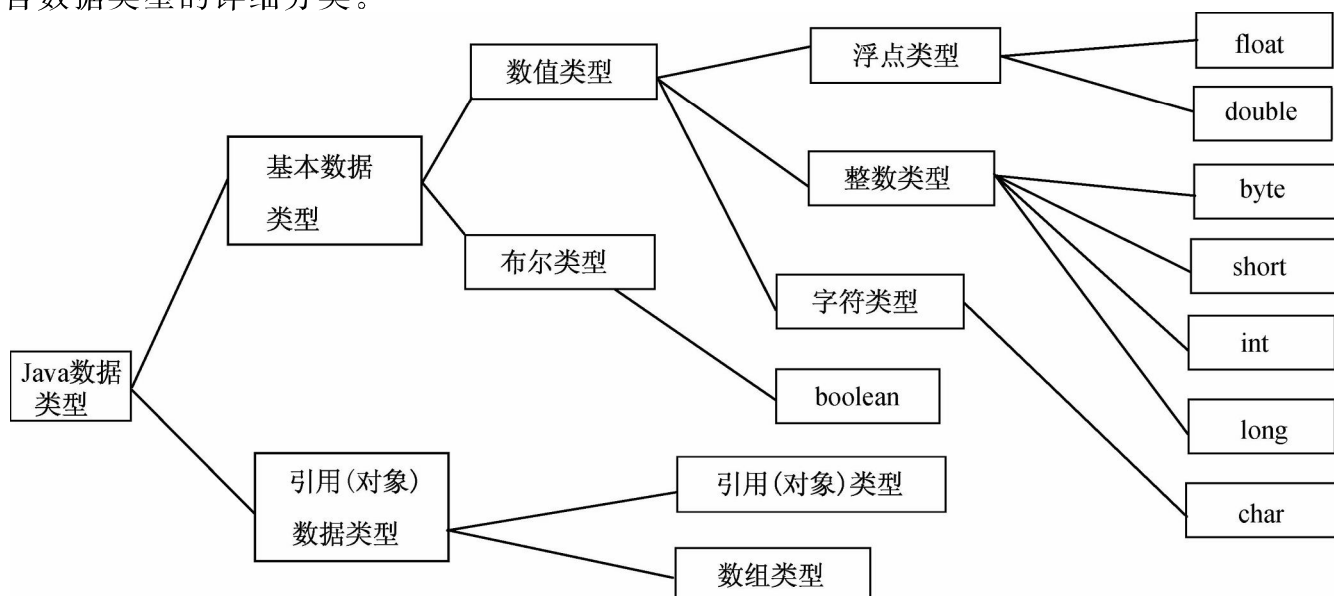 言数据类型的详细分类。
数值类型
浮点类型
float
double
基本数据
类型
整数类型
byte
布尔类型
short
字符类型
int
Java数据
类型
boolean
long
引用(对象)
数据类型
引用(对象)类型
char
数组类型